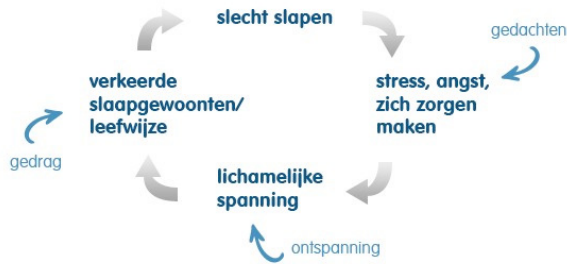 slecht slapen
gedachten
verkeerde
slaapgewoonten/
leefwijze
stress, angst,
zich zorgen
maken
gedrag
lichamelijke
spanning
ontspanning